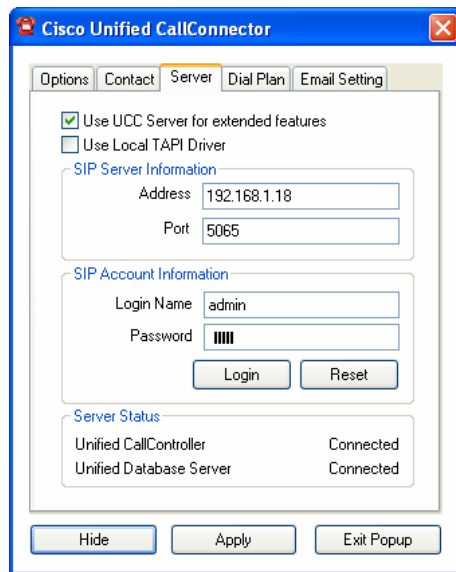 Cisco Unified CallConnector
Options Contact Server Dial Plan Email Setting
Use UCC Server for extended features
Use Local TAPI Driver
SIP Server Information
Address 192.168.1.18
Port 5065
SIP Account Information
Login Name admin
Password
Login Reset
Server Status
Unified CallController Connected
Unified Database Server Connected
Hide Apply Exit Popup